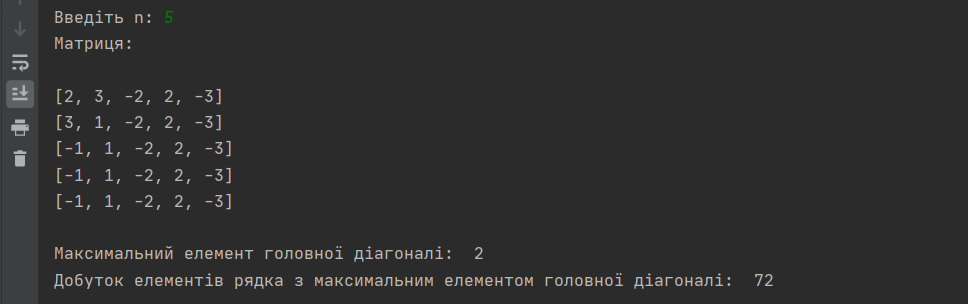 Введіть n: 5
Матриця:
[2, 3, -2, 2, -3]
[3, 1, -2, 2, -3]
[-1, 1, -2, 2, -3]
[-1, 1, -2, 2, -3]
[-1, 1, -2, 2, -3]
Максимальний елемент головної діагоналі:  2
Добуток елементів рядка з максимальним елементом головної діагоналі:  72